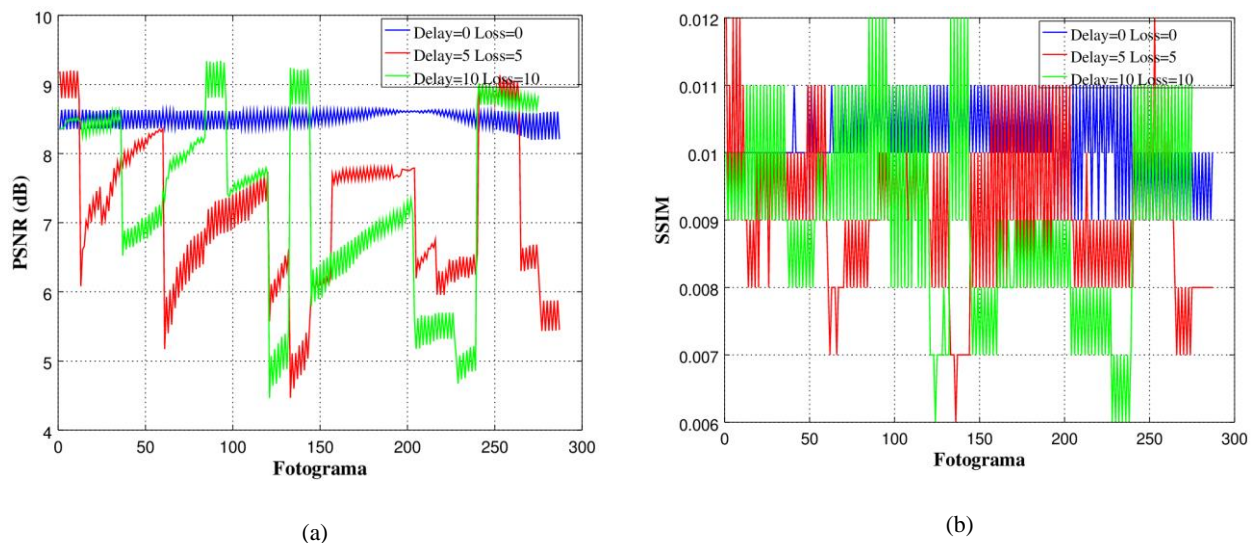 10
9
8
7
6
5
4
PSNR (dB)
0 50 100 150 200 250 300
Fotograma
Delay=0 Loss=0
Delay=5 Loss=5
Delay=10 Loss=10
(a)
0.012
0.011
0.01
0.009
0.008
0.007
0.006
SSIM
0 50 100 150 200 250 300
Fotograma
Delay=0 Loss=0
Delay=5 Loss=5
Delay=10 Loss=10
(b)